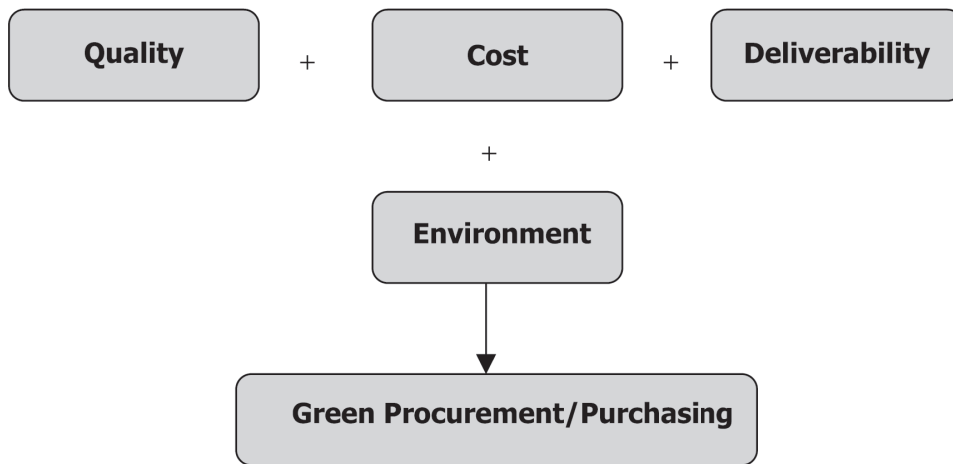 Quality + Cost + Deliverability
+
Environment
Green Procurement/Purchasing